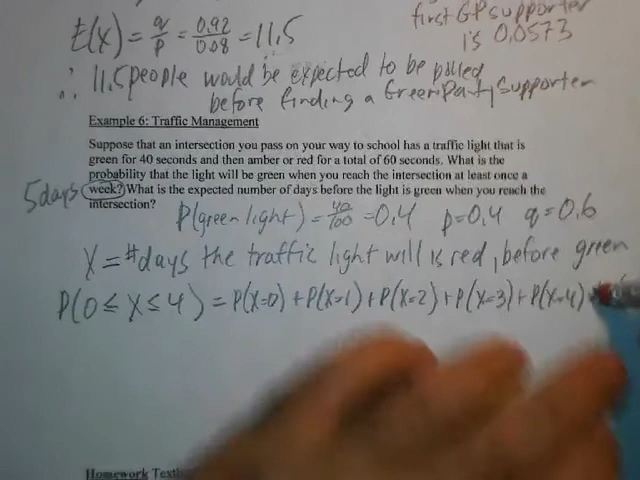 E(X) = q/p = 0.92/0.08 = 11.5
first GP supporter
is 0.0573
∴ 11.5 people would be expected to be polled
before finding a Green Party supporter
Example 6: Traffic Management
Suppose that an intersection you pass on your way to school has a traffic light that is
green for 40 seconds and then amber or red for a total of 60 seconds. What is the
probability that the light will be green when you reach the intersection at least once a
5 days week? What is the expected number of days before the light is green when you reach the
intersection?
P(green light) = 40/100 = 0.4 p=0.4 q=0.6
X = # days the traffic light will is red, before green
P(0 ≤ X ≤ 4) = P(X=0) + P(X=1) + P(X=2) + P(X=3) + P(X=4)
Homework